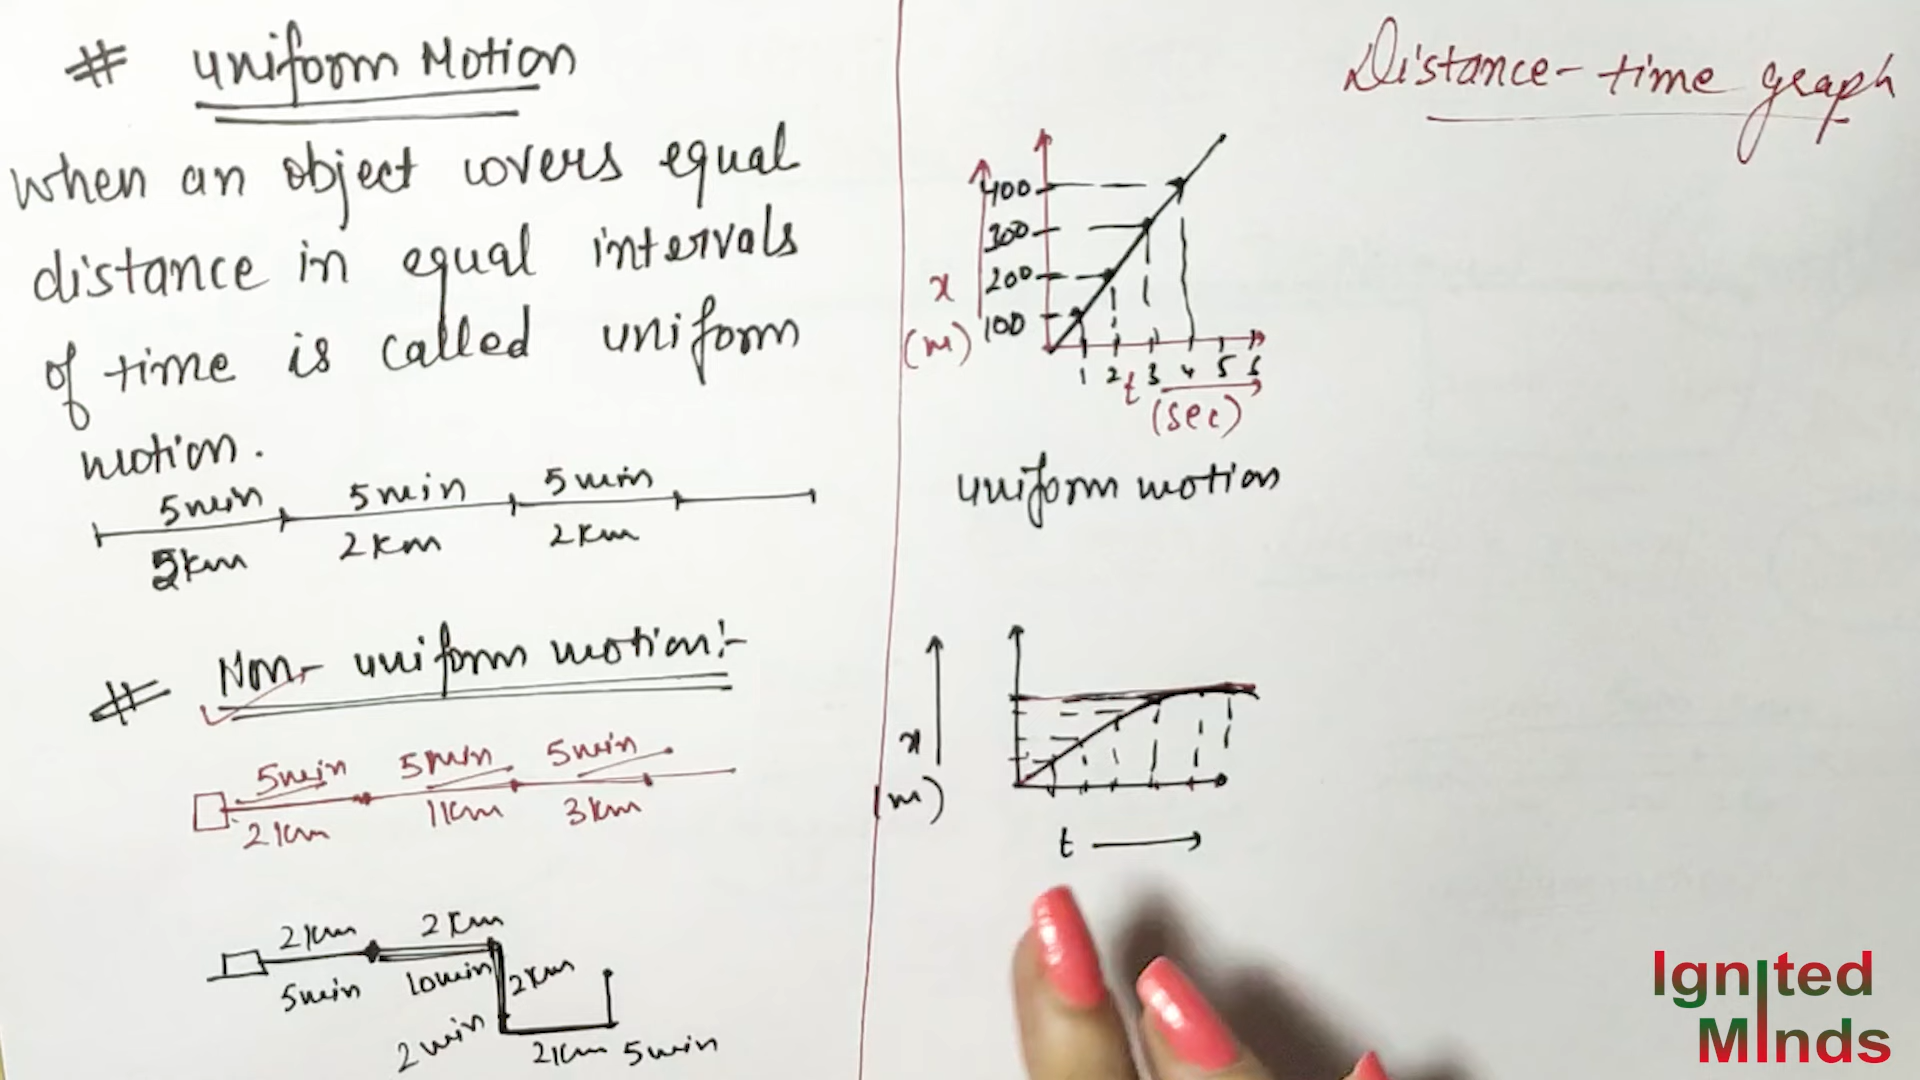 # uniform Motion
when an object covers equal
distance in equal intervals
of time is called uniform
motion.
5min 5min 5min
2km 2km
# Non- uniform motion:-
5min 5min 5min
2km 1km 3km
2km 2km
5min 10min 2km
2min
2km 5min
Distance-time graph
400
300
x 200
(m) 100
1 2 3 4 5 6
t
(sec)
uniform motion
x
(m)
t
Ignited
Minds